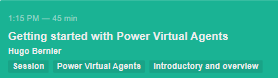 1:15 PM — 45 min
Getting started with Power Virtual Agents
Hugo Bernier
Session Power Virtual Agents Introductory and overview